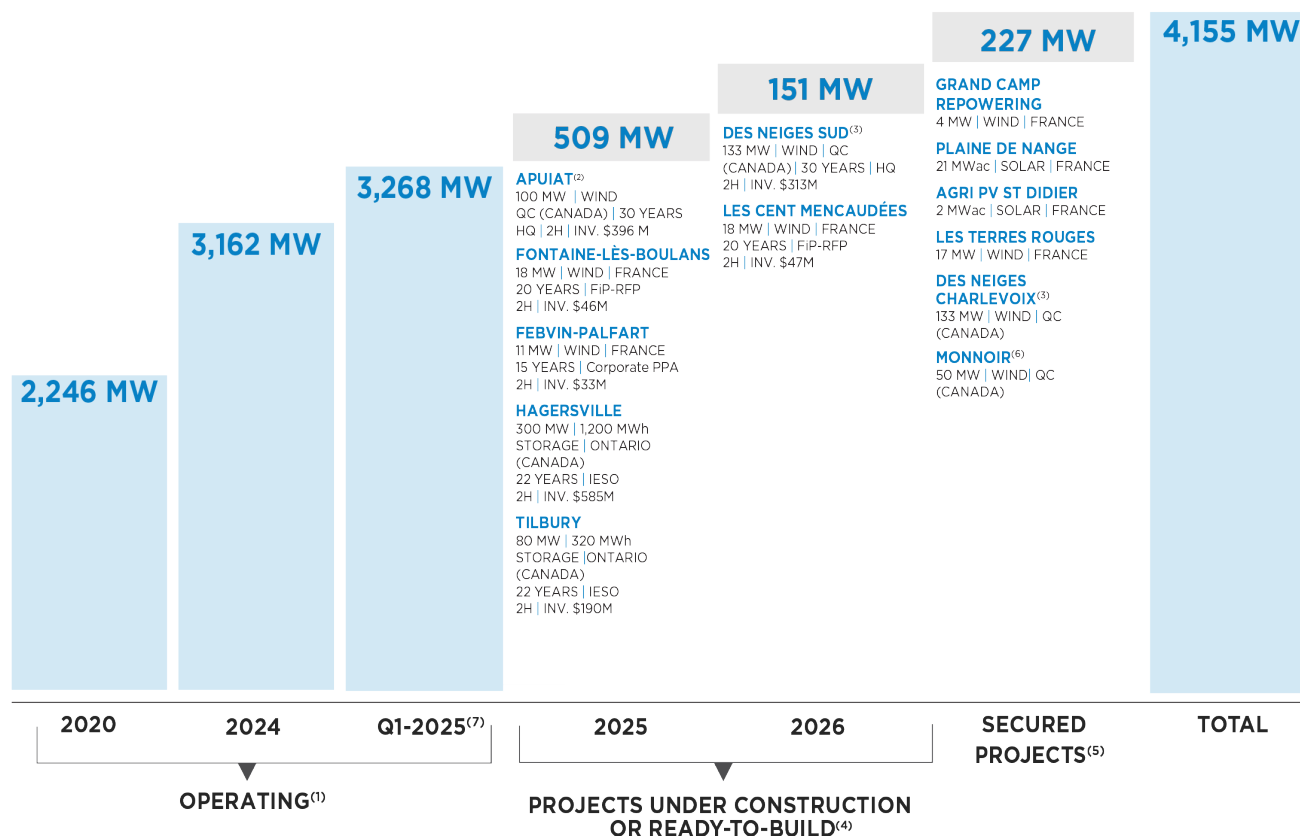 2,246 MW
3,162 MW
3,268 MW
509 MW
APUIAT(2)
100 MW | WIND
QC (CANADA) | 30 YEARS
HQ | 2H | INV. $396 M
FONTAINE-LÈS-BOULANS
18 MW | WIND | FRANCE
20 YEARS | FiP-RFP
2H | INV. $46M
FEBVIN-PALFART
11 MW | WIND | FRANCE
15 YEARS | Corporate PPA
2H | INV. $33M
HAGERSVILLE
300 MW | 1,200 MWh
STORAGE | ONTARIO
(CANADA)
22 YEARS | IESO
2H | INV. $585M
TILBURY
80 MW | 320 MWh
STORAGE |ONTARIO
(CANADA)
22 YEARS | IESO
2H | INV. $190M
151 MW
DES NEIGES SUD(3)
133 MW | WIND | QC
(CANADA) | 30 YEARS | HQ
2H | INV. $313M
LES CENT MENCAUDÉES
18 MW | WIND | FRANCE
20 YEARS | FiP-RFP
2H | INV. $47M
227 MW
GRAND CAMP
REPOWERING
4 MW | WIND | FRANCE
PLAINE DE NANGE
21 MWac | SOLAR | FRANCE
AGRI PV ST DIDIER
2 MWac | SOLAR | FRANCE
LES TERRES ROUGES
17 MW | WIND | FRANCE
DES NEIGES
CHARLEVOIX(3)
133 MW | WIND | QC
(CANADA)
MONNOIR(6)
50 MW | WIND| QC
(CANADA)
4,155 MW
2020
2024
Q1-2025(7)
2025
2026
SECURED
PROJECTS(5)
TOTAL
OPERATING(1)
PROJECTS UNDER CONSTRUCTION
OR READY-TO-BUILD(4)